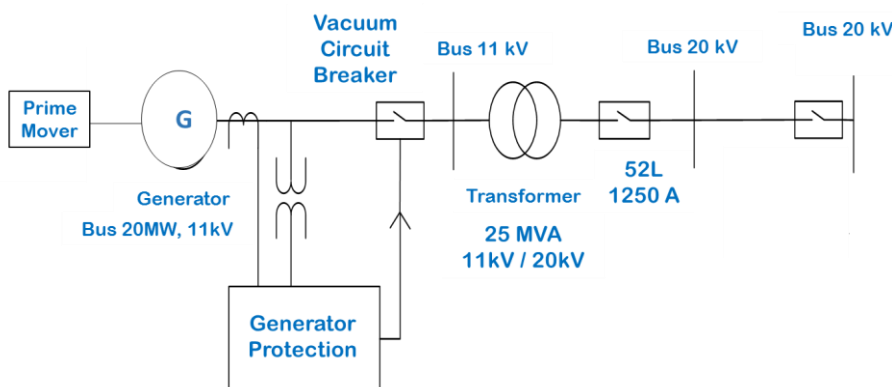 Vacuum
Circuit
Breaker
Bus 11 kV
Bus 20 kV
Bus 20 kV
Prime
Mover
G
Generator
Bus 20MW, 11kV
Transformer
25 MVA
11kV / 20kV
52L
1250 A
Generator
Protection